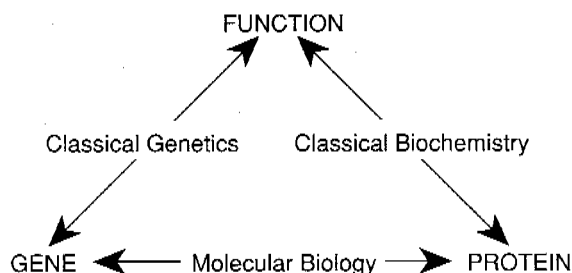 FUNCTION
Classical Genetics
Classical Biochemistry
GENE
Molecular Biology
PROTEIN